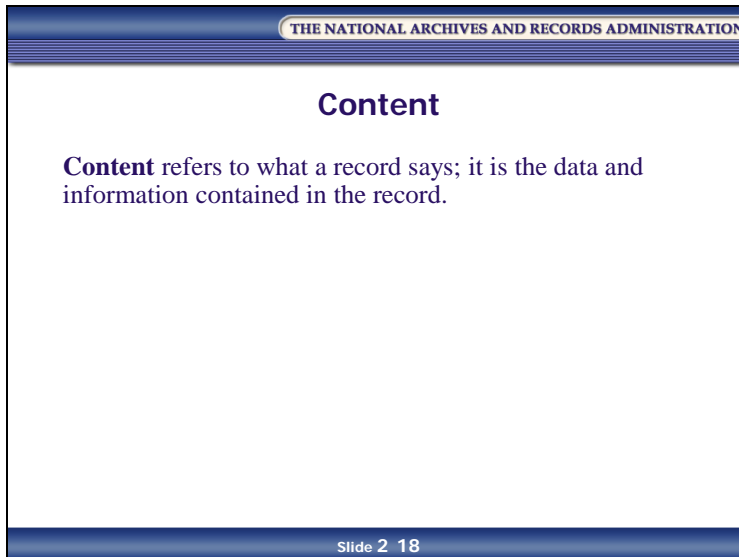 THE NATIONAL ARCHIVES AND RECORDS ADMINISTRATION
Content
Content refers to what a record says; it is the data and
information contained in the record.
Slide 2 18